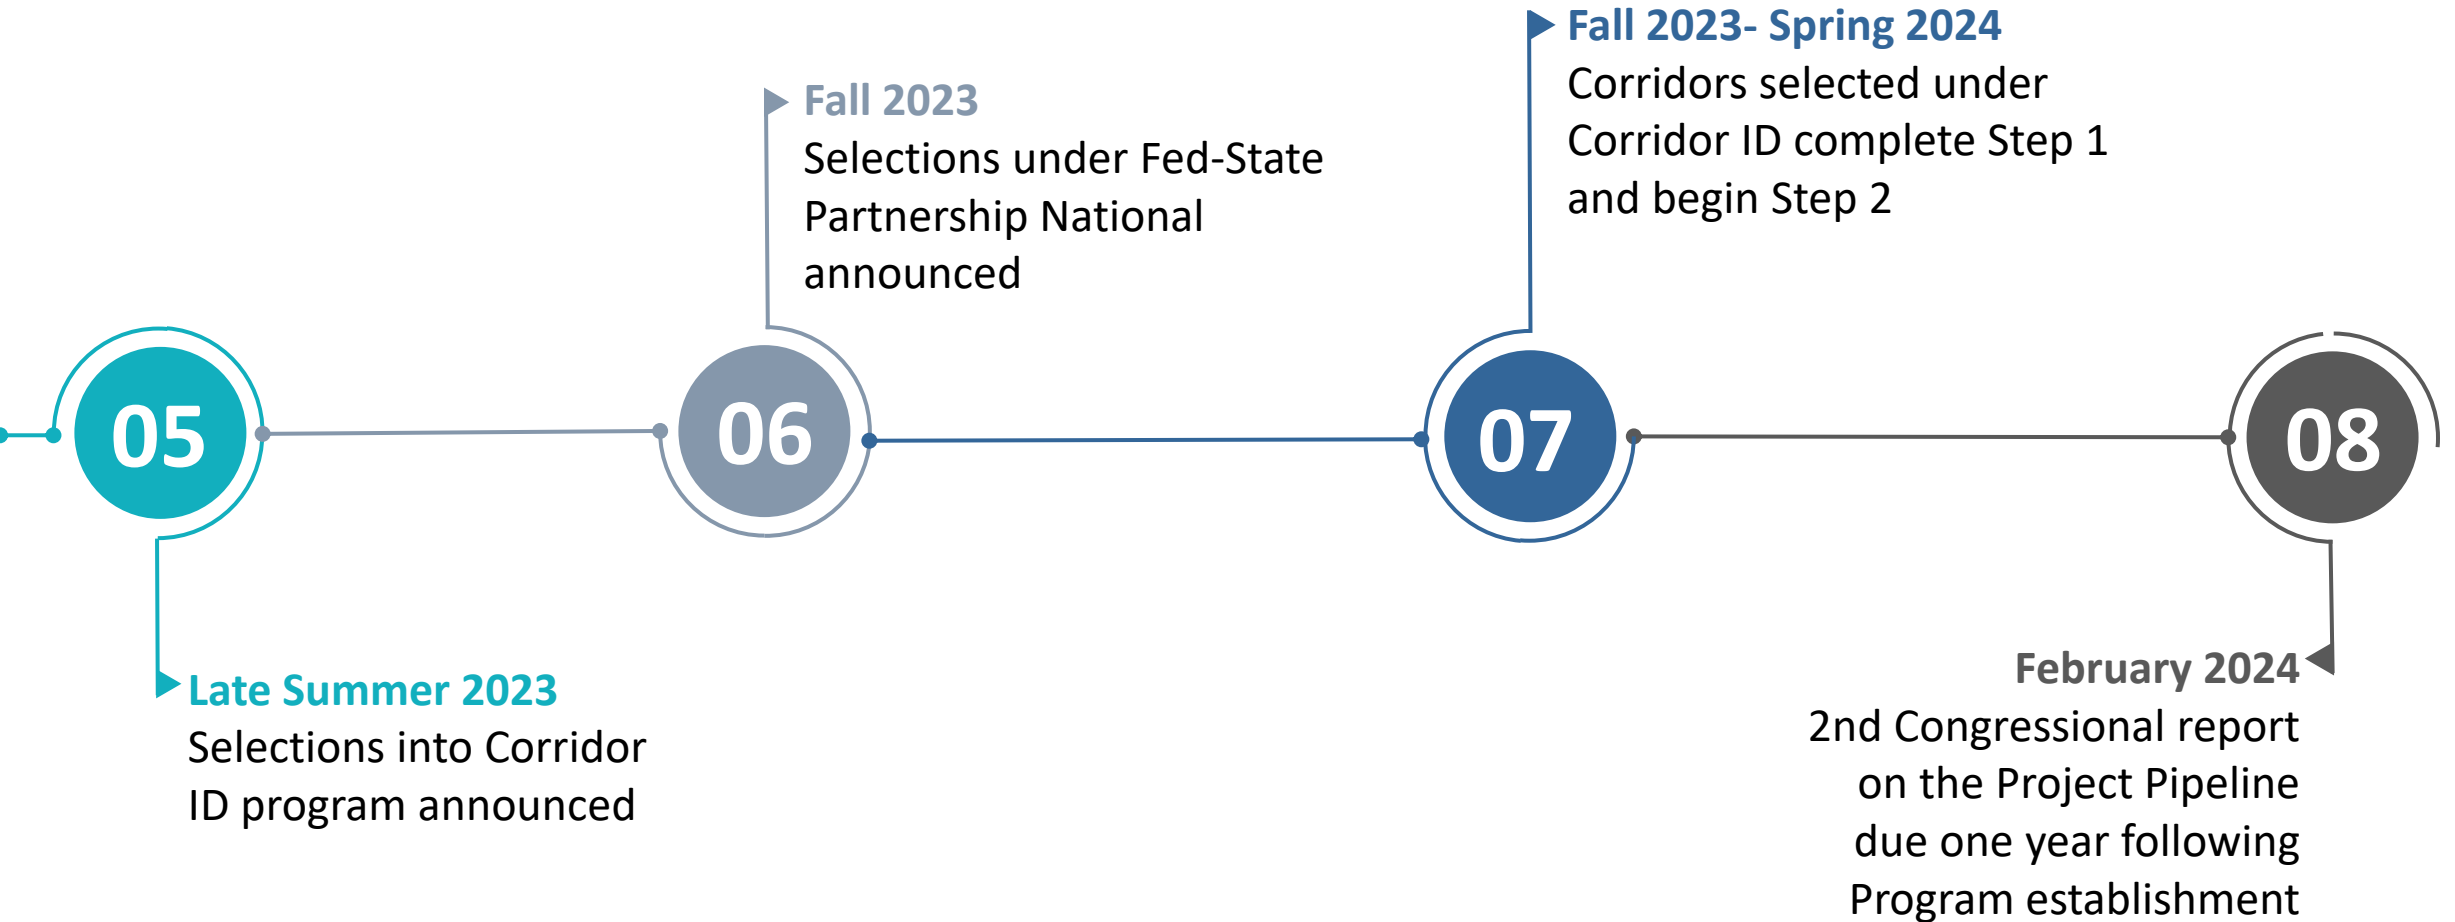 05
Late Summer 2023
Selections into Corridor
ID program announced
06
Fall 2023
Selections under Fed-State
Partnership National
announced
07
Fall 2023- Spring 2024
Corridors selected under
Corridor ID complete Step 1
and begin Step 2
08
February 2024
2nd Congressional report
on the Project Pipeline
due one year following
Program establishment